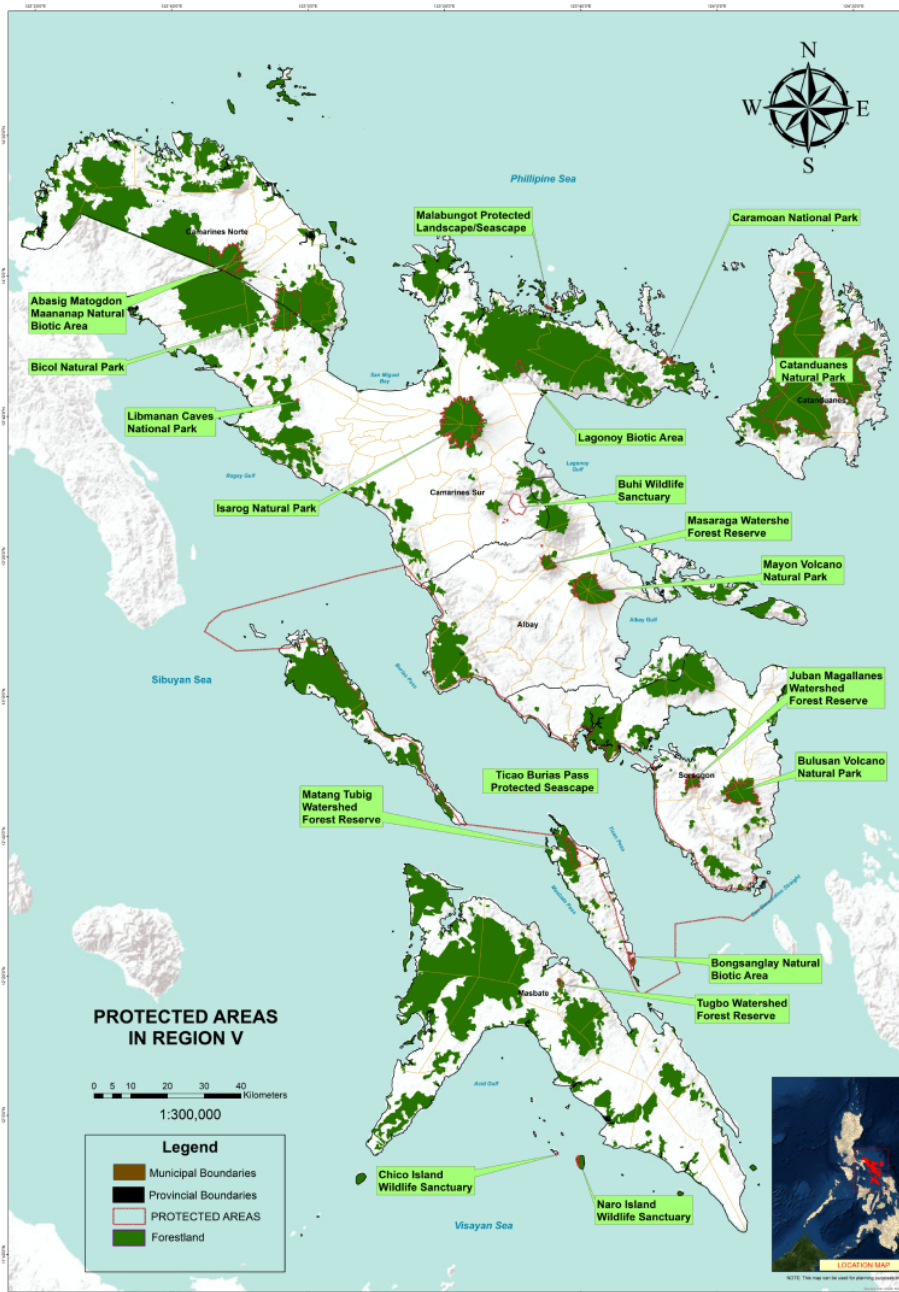 N
W
E
S
Phillipine Sea
Malabungot Protected
Landscape/Seascape
Caramoan National Park
Camarines Norte
Abasig Matogdon
Maananap Natural
Biotic Area
Bicol Natural Park
San Miguel
Bay
Catanduanes
Natural Park
Catanduanes
Libmanan Caves
National Park
Lagonoy Biotic Area
Ragay Gulf
Lagonoy
Gulf
Isarog Natural Park
Camarines Sur
Buhi Wildlife
Sanctuary
Masaraga Watershe
Forest Reserve
Mayon Volcano
Natural Park
Albay
Albay Gulf
Sibuyan Sea
Burias Pass
Juban Magallanes
Watershed
Forest Reserve
Ticao Burias Pass
Protected Seascape
Sorsogon
Bulusan Volcano
Natural Park
Matang Tubig
Watershed
Forest Reserve
Ticao Pass
Masbate Pass
Bongsanglay Natural
Biotic Area
Masbate
Tugbo Watershed
Forest Reserve
PROTECTED AREAS
IN REGION V
0 5 10 20 30 40
Kilometers
1:300,000
Asid Gulf
Legend
Municipal Boundaries
Provincial Boundaries
PROTECTED AREAS
Forestland
Chico Island
Wildlife Sanctuary
Naro Island
Wildlife Sanctuary
Visayan Sea
LOCATION MAP
NOTE: This map can be used for planning purposes